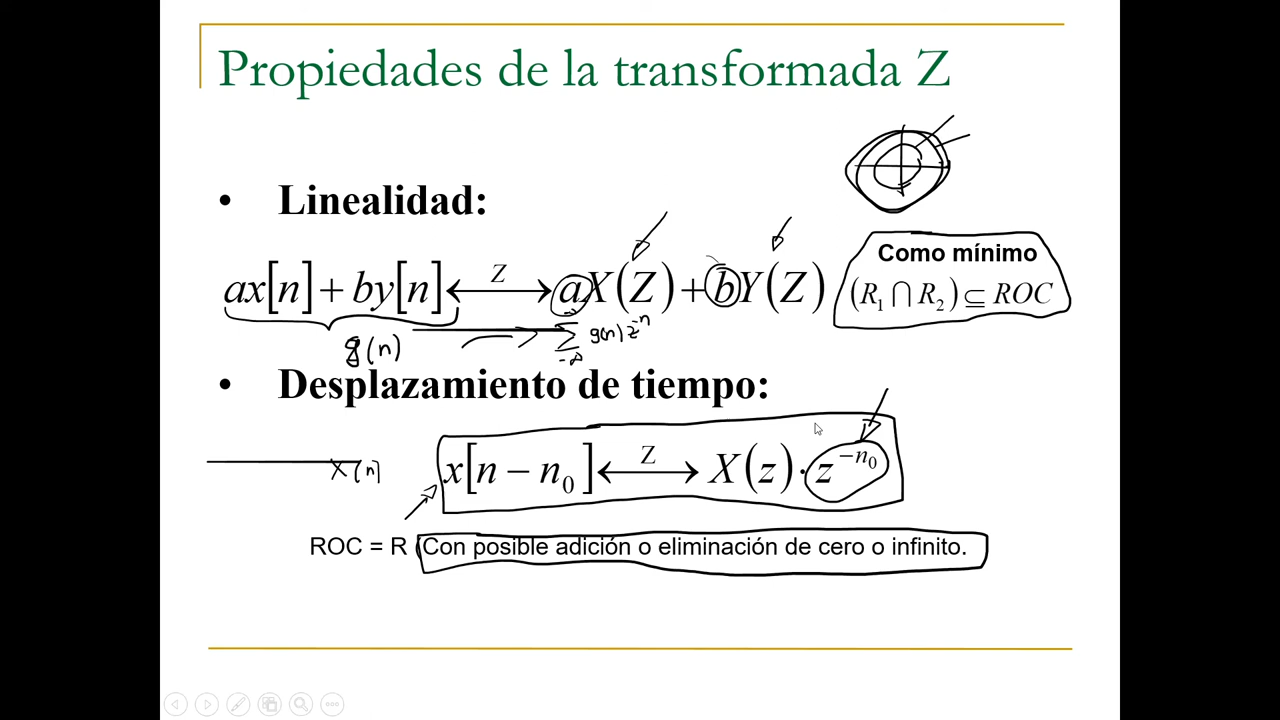 Propiedades de la transformada Z
• Linealidad:
ax[n] + by[n] ⟷ Z aX(Z) + bY(Z)
Como mínimo
(R₁ ⋂ R₂) ⊆ ROC
g(n)
∑ g(n) z⁻ⁿ
-∞
• Desplazamiento de tiempo:
x(n)
x[n − n₀] ⟷ Z X(z) · z^(−n₀)
ROC = R (Con posible adición o eliminación de cero o infinito.